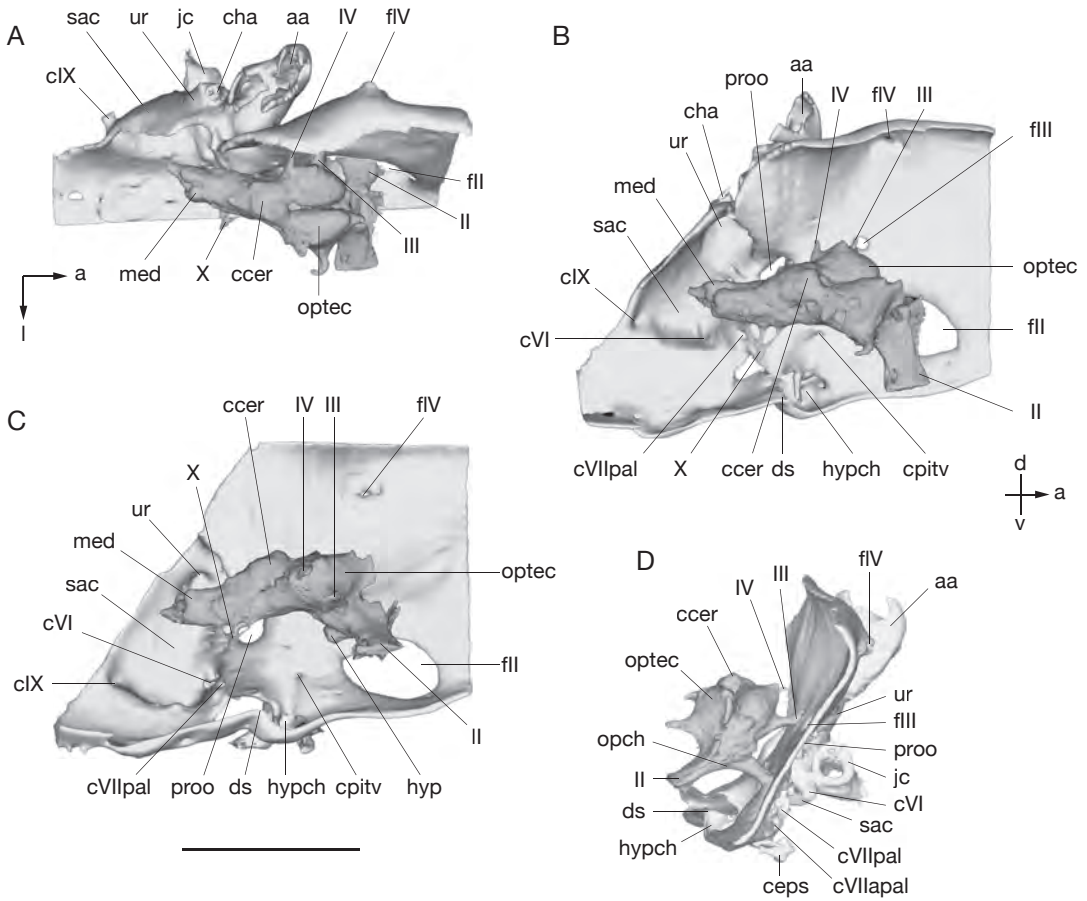 A
sac ur jc cha aa IV fIV
cIX
fII
II
III
med X ccer
optec
a
l
B
aa
proo
IV fIV III
cha
fIII
ur
med
sac
optec
cIX
cVI
fII
II
cVIIpal X ccer ds hypch cpitv
d
a
v
C
ccer IV III fIV
X
ur
med
optec
sac
cVI
cIX
fII
II
cVIIpal proo ds hypch cpitv hyp
D
fIV
III
aa
IV
ccer
optec
ur
fIII
opch
proo
II
jc
cVI
ds
sac
hypch
cVIIpal
ceps cVIIapal